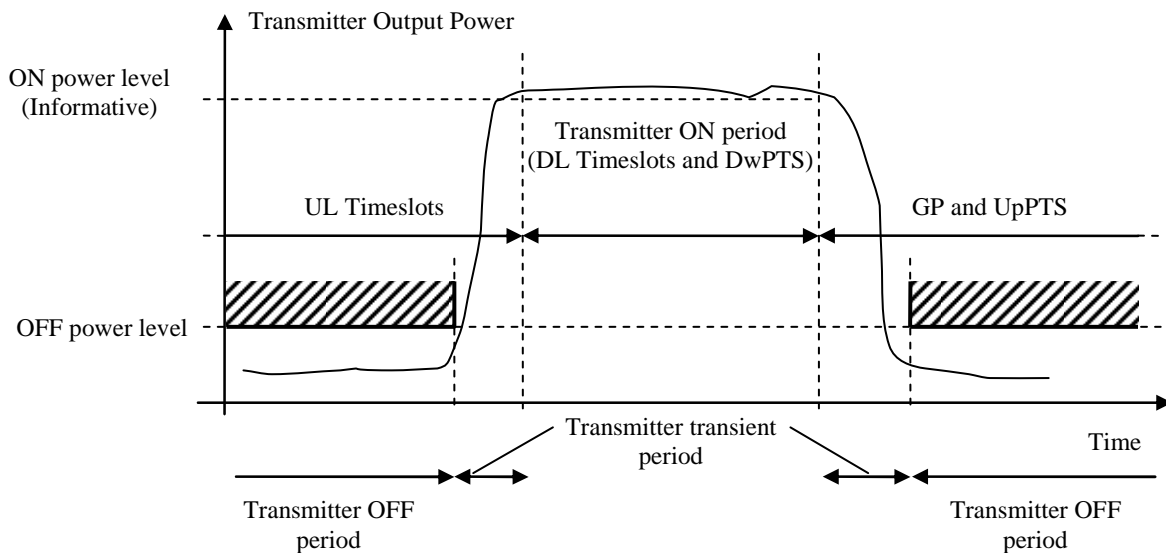 Transmitter Output Power
ON power level
(Informative)
Transmitter ON period
(DL Timeslots and DwPTS)
UL Timeslots
GP and UpPTS
OFF power level
Transmitter transient
period
Time
Transmitter OFF
period
Transmitter OFF
period